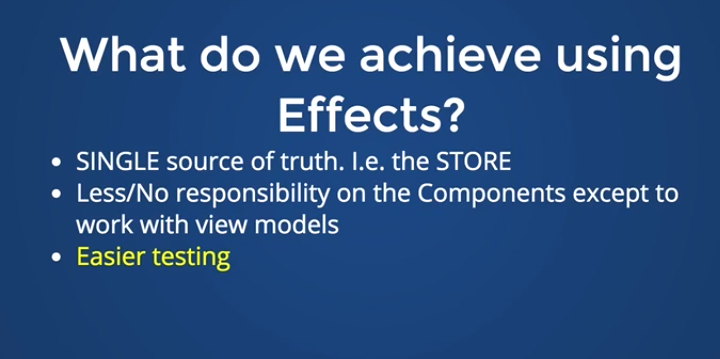 What do we achieve using
Effects?
• SINGLE source of truth. I.e. the STORE
• Less/No responsibility on the Components except to
work with view models
• Easier testing